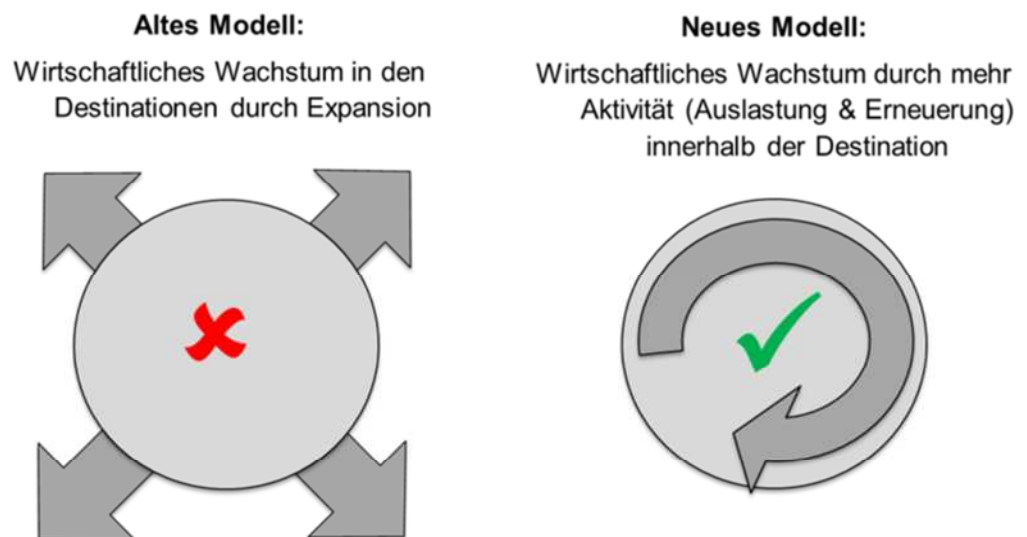 Altes Modell:
Wirtschaftliches Wachstum in den
Destinationen durch Expansion
Neues Modell:
Wirtschaftliches Wachstum durch mehr
Aktivität (Auslastung & Erneuerung)
innerhalb der Destination